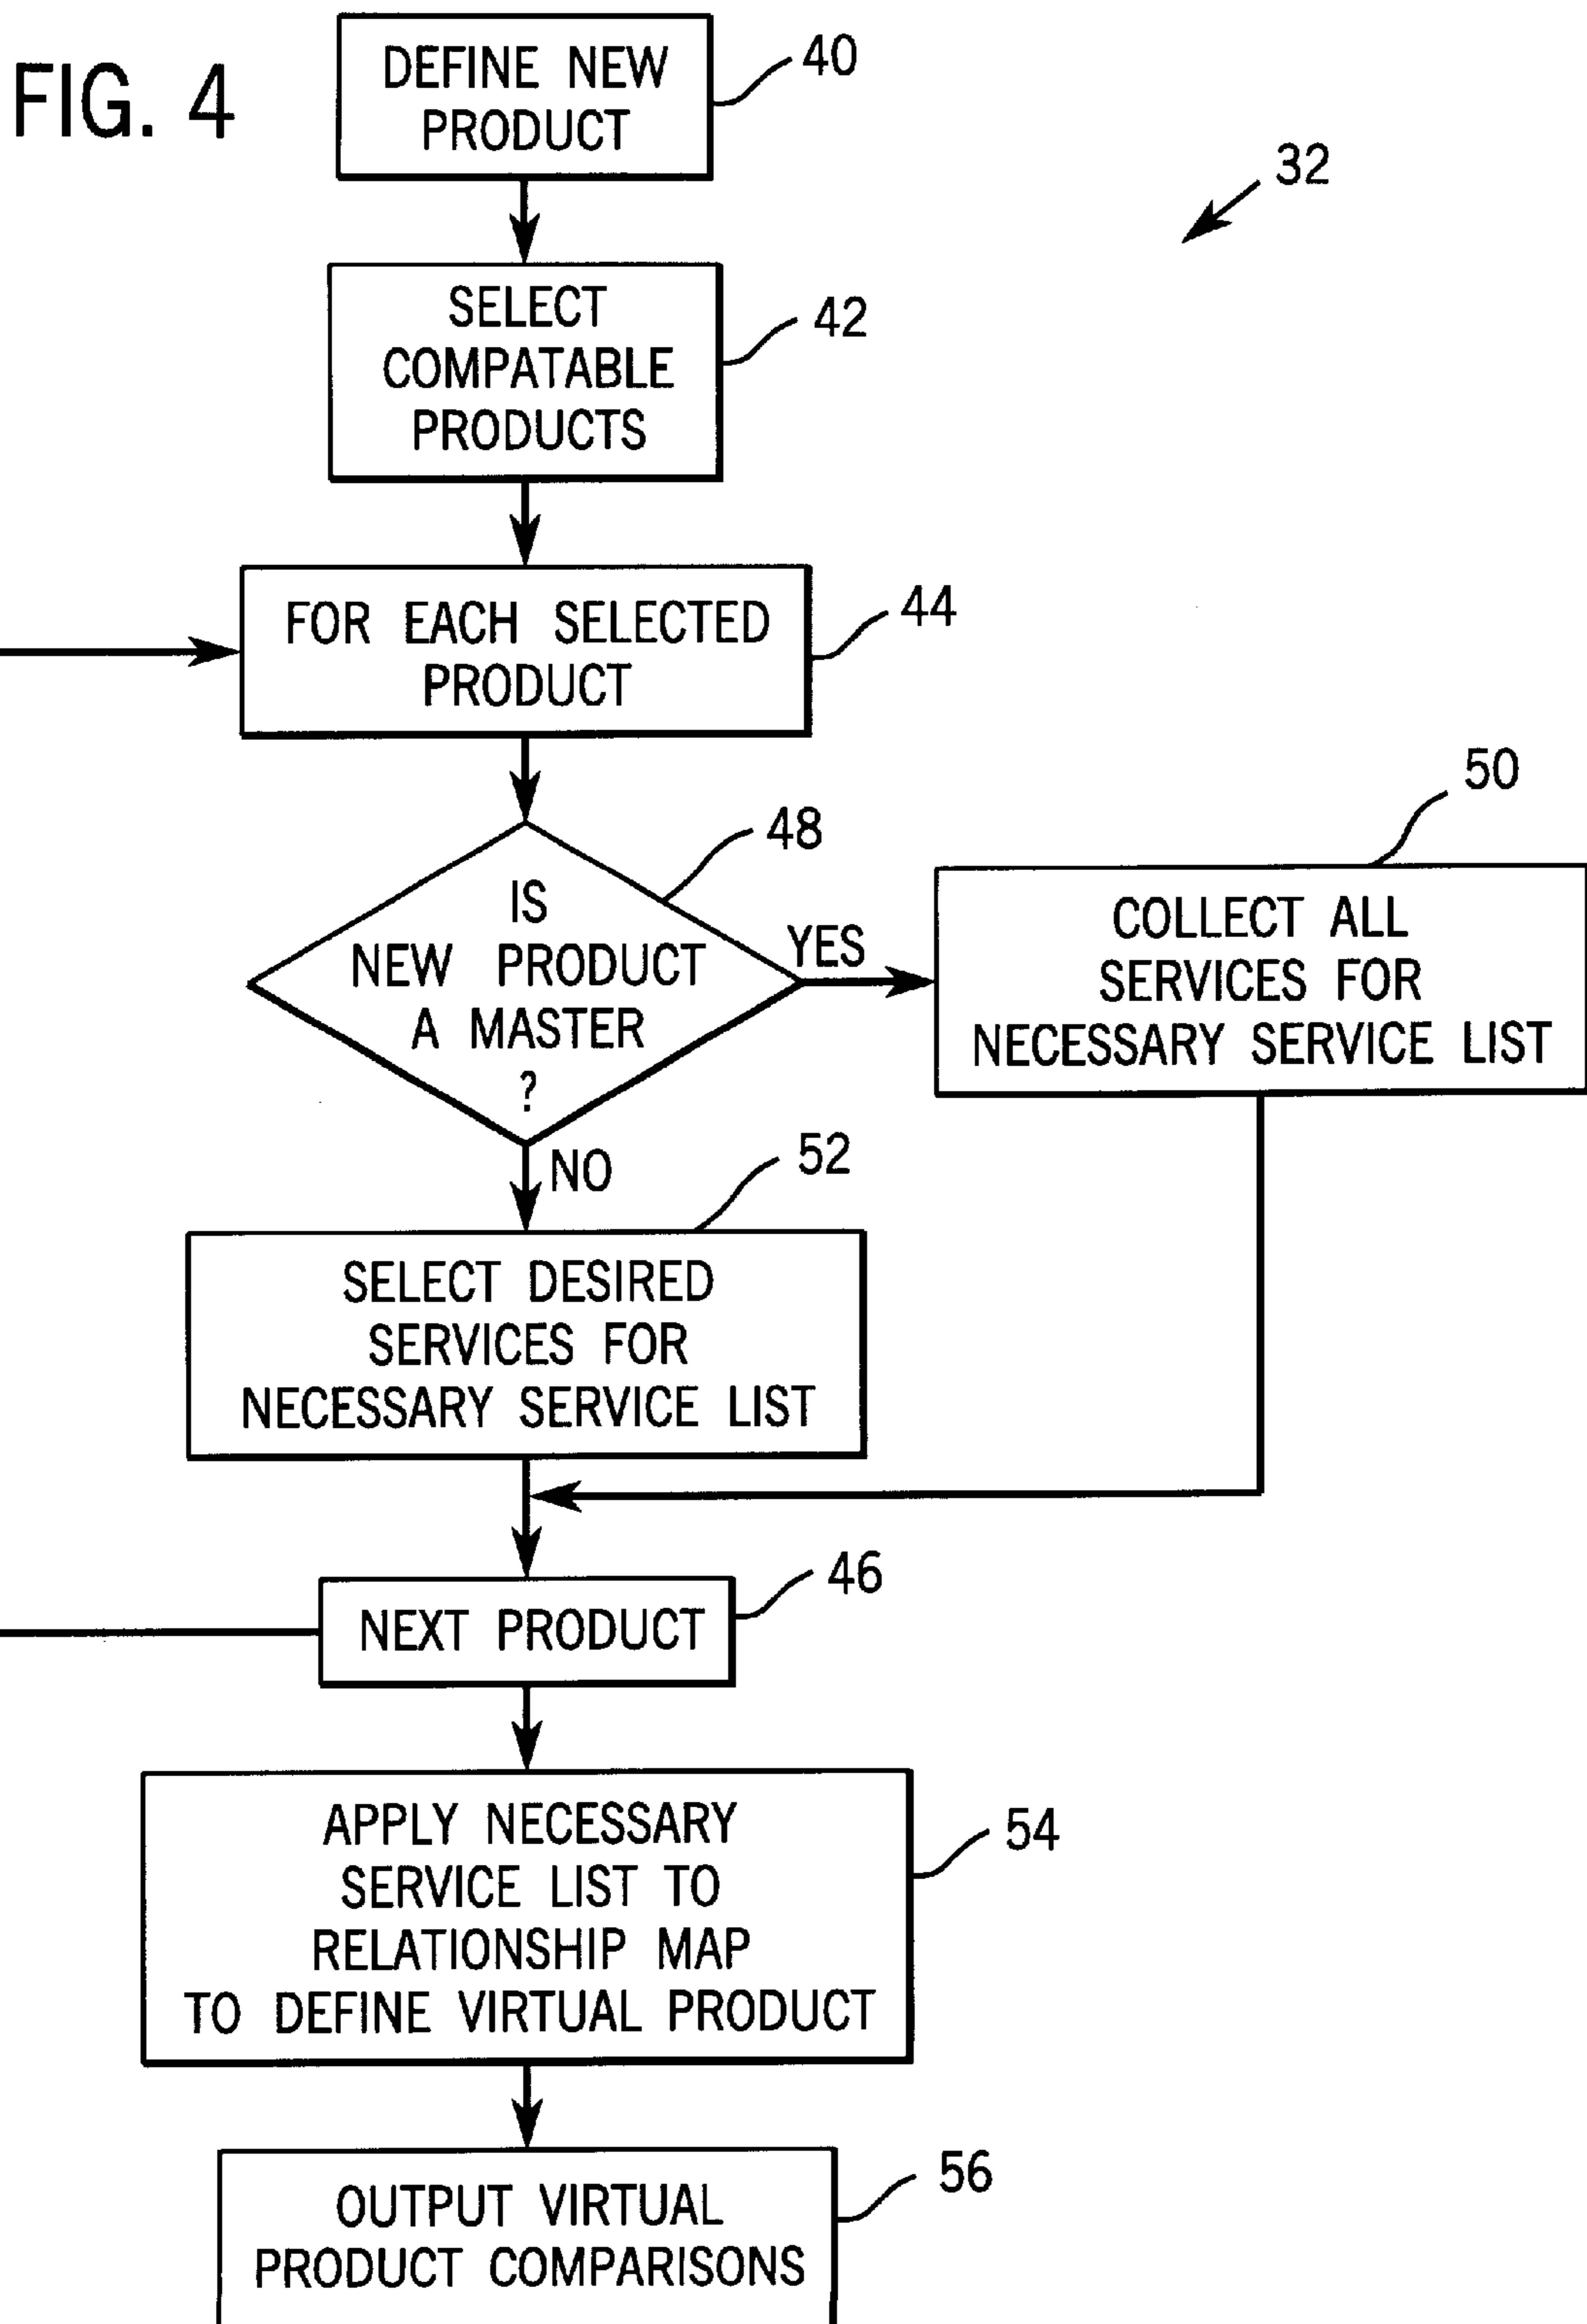 FIG. 4
DEFINE NEW
PRODUCT
40
32
SELECT
COMPATABLE
PRODUCTS
42
FOR EACH SELECTED
PRODUCT
44
IS
NEW PRODUCT
A MASTER
?
48
YES
50
COLLECT ALL
SERVICES FOR
NECESSARY SERVICE LIST
NO
52
SELECT DESIRED
SERVICES FOR
NECESSARY SERVICE LIST
NEXT PRODUCT
46
APPLY NECESSARY
SERVICE LIST TO
RELATIONSHIP MAP
TO DEFINE VIRTUAL PRODUCT
54
OUTPUT VIRTUAL
PRODUCT COMPARISONS
56